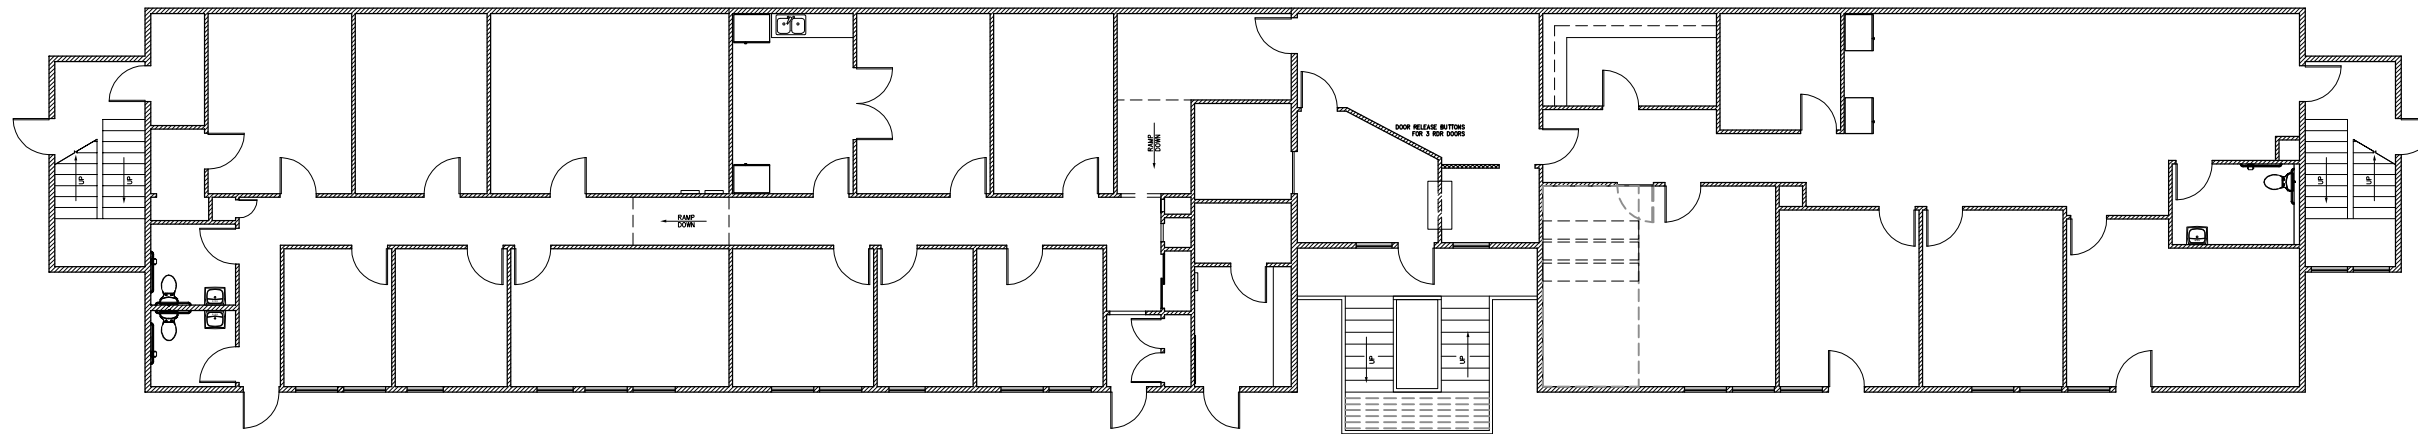 DOOR RELEASE BUTTONS
FOR 3 RDR DOORS
RAMP
DOWN
UP
UP
UP
UP
RAMP
DOWN
UP
UP